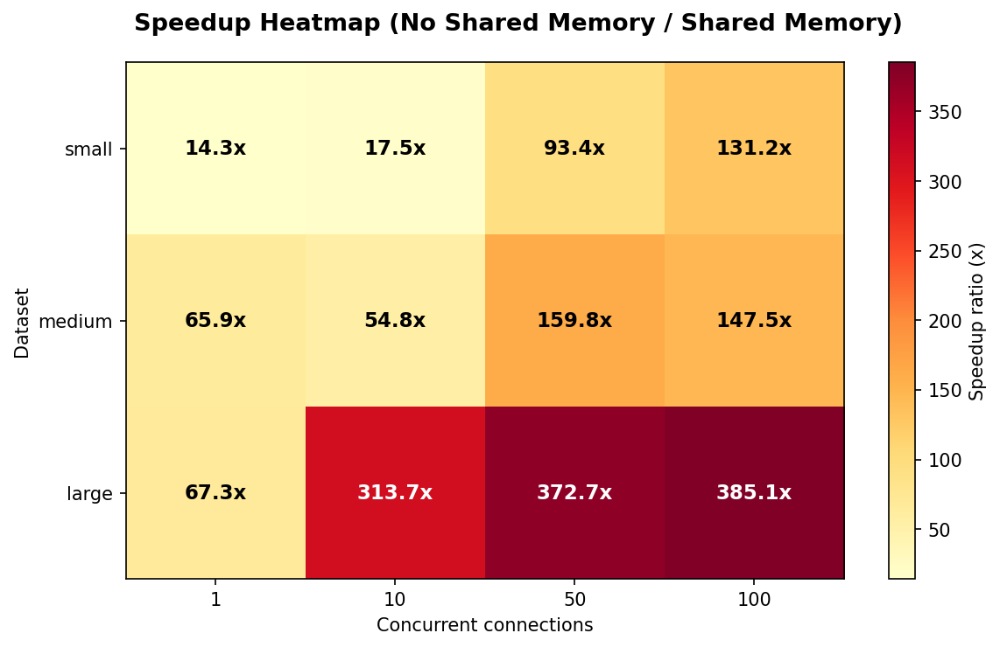 Speedup Heatmap (No Shared Memory / Shared Memory)
small
14.3x 17.5x 93.4x 131.2x
medium
65.9x 54.8x 159.8x 147.5x
large
67.3x 313.7x 372.7x 385.1x
Dataset
1 10 50 100
Concurrent connections
350
300
250
200
150
100
50
Speedup ratio (x)